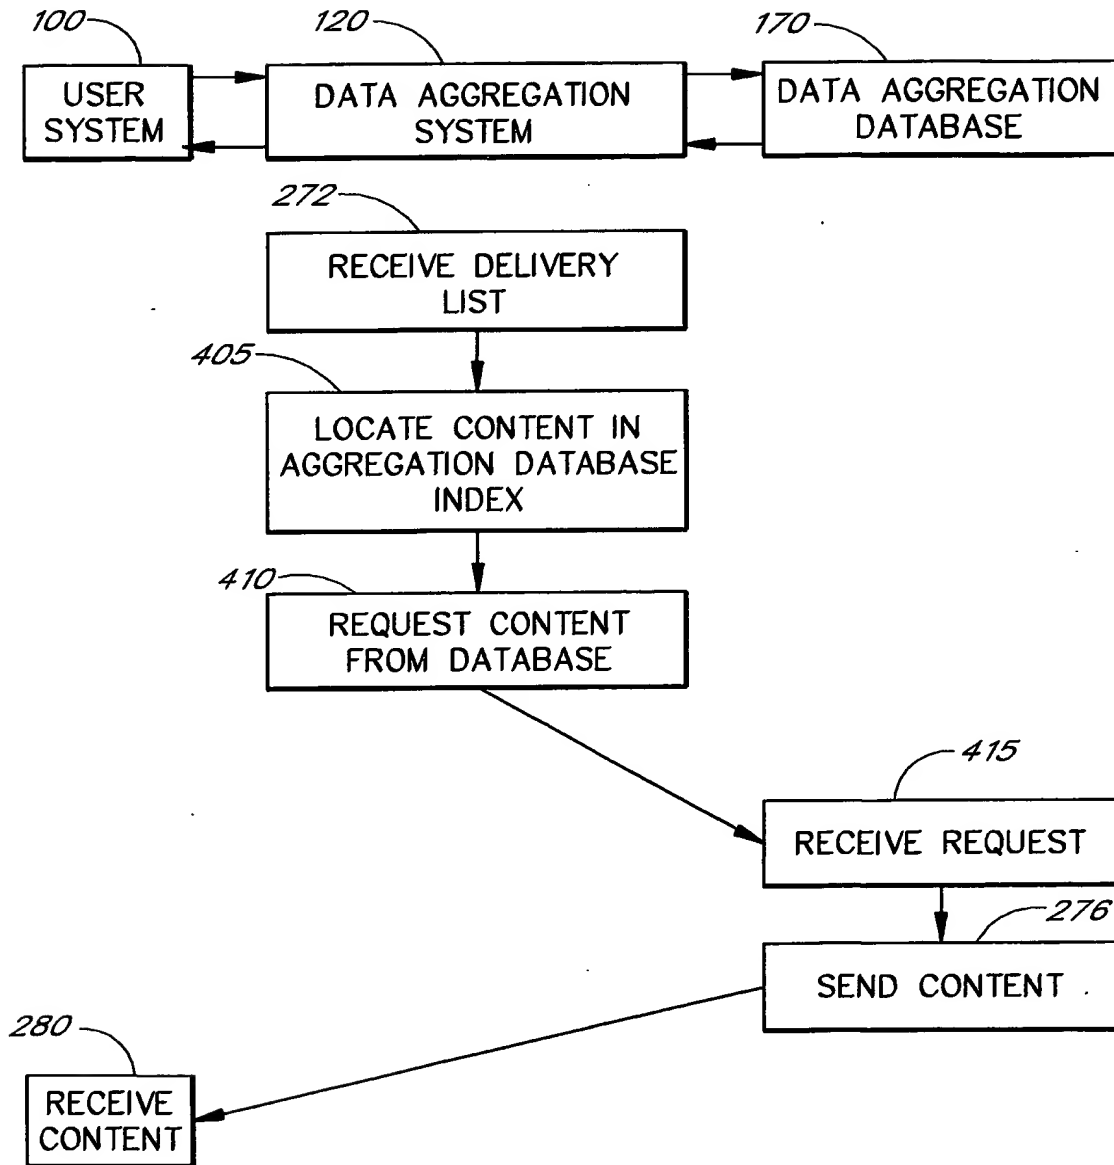 100
120
170
USER
SYSTEM
DATA AGGREGATION
SYSTEM
DATA AGGREGATION
DATABASE
272
RECEIVE DELIVERY
LIST
405
LOCATE CONTENT IN
AGGREGATION DATABASE
INDEX
410
REQUEST CONTENT
FROM DATABASE
415
RECEIVE REQUEST
276
SEND CONTENT
280
RECEIVE
CONTENT